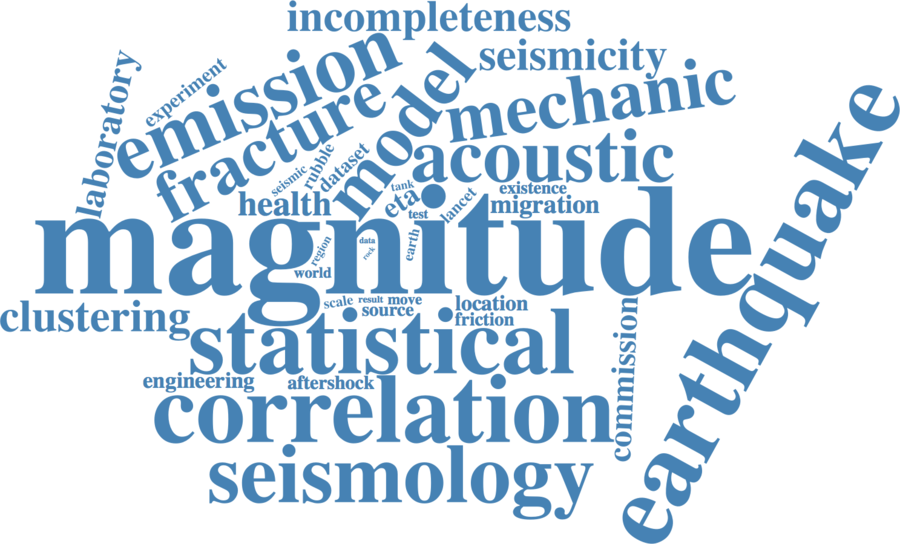 incompleteness
seismicity
emission
model
mechanic
laboratory
experiment
fracture
acoustic
earthquake
seismic
rubble
dataset
health
tank
eta
test
lancet
existence
migration
magnitude
region
data
rock
earth
world
scale
result
move
source
location
friction
clustering
statistical
commission
engineering
aftershock
correlation
seismology